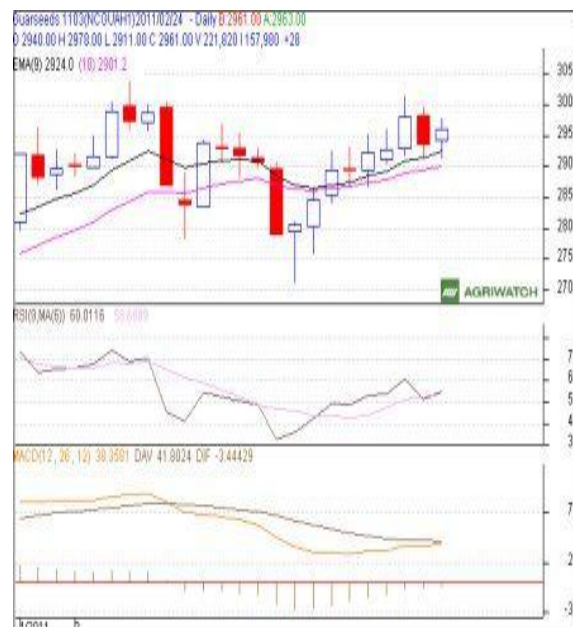 Guarseeds 1103(NCGUAH1)2011/02/24 - Daily B:2961.00 A:2963.00
O 2940.00 H 2978.00 L 2911.00 C 2961.00 V 221,820 I 157,980 +28
EMA(9) 2924.0 (18) 2901.2
305
300
295
290
285
280
275
270
AGRIWATCH
RSI(9,MA(5)) 60.0116
7
6
5
4
3
MACD(12, 26, 12) 38.3581 DAV 41.8024 DIF -3.44429
7
2
-3